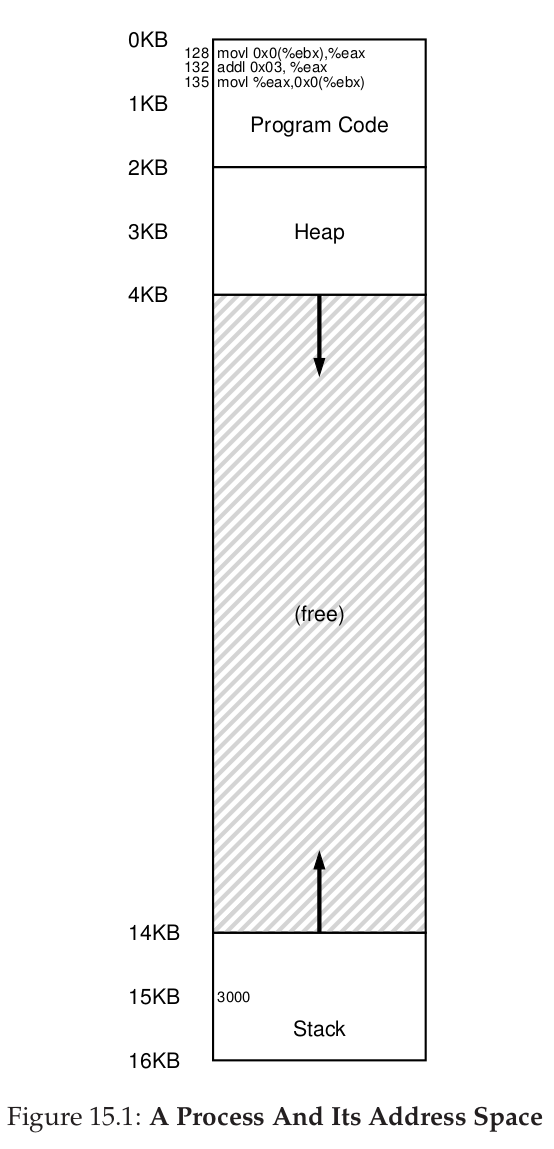 0KB
128 movl 0x0(%ebx),%eax
132 addl 0x03, %eax
135 movl %eax,0x0(%ebx)
1KB
Program Code
2KB
3KB Heap
4KB
(free)
14KB
15KB 3000
Stack
16KB
Figure 15.1: A Process And Its Address Space